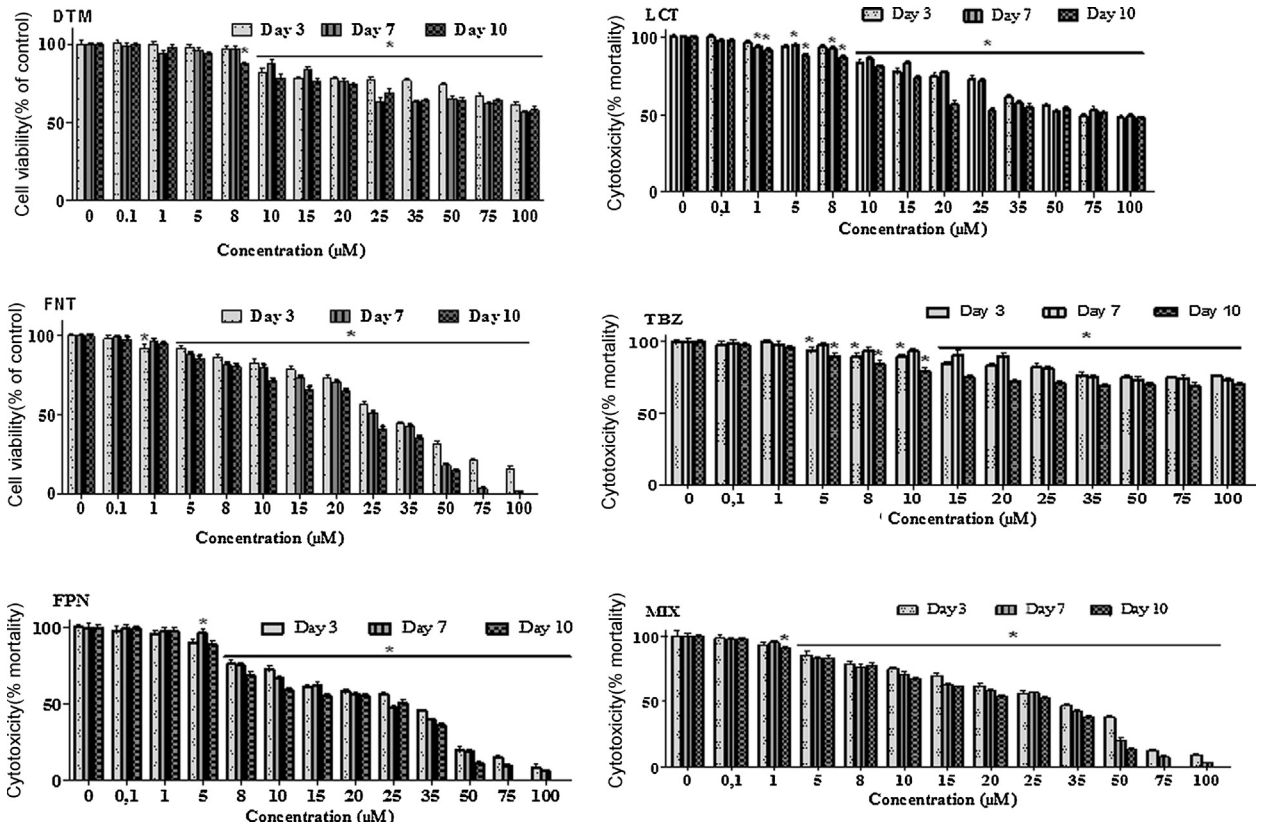 DTM
Day 3 Day 7 Day 10
*
*
Cell viability(% of control)
100
50
0
0 0,1 1 5 8 10 15 20 25 35 50 75 100
Concentration (µM)
LCT
Day 3 Day 7 Day 10
*
** * * * *
Cytotoxicity(% mortality)
100
50
0
0 0,1 1 5 8 10 15 20 25 35 50 75 100
Concentration (µM)
FNT
Day 3 Day 7 Day 10
*
*
Cell viability(% of control)
100
50
0
0 0.1 1 5 8 10 15 20 25 35 50 75 100
Concentration (µM)
TBZ
Day 3 Day 7 Day 10
*
* * * * * *
Cytotoxicity(% mortality)
100
50
0
0 0,1 1 5 8 10 15 20 25 35 50 75 100
Concentration (µM)
FPN
Day 3 Day 7 Day 10
*
*
Cytotoxicity(% mortality)
100
50
0
0 0,1 1 5 8 10 15 20 25 35 50 75 100
Concentration (µM)
MIX
Day 3 Day 7 Day 10
*
*
Cytotoxicity(% mortality)
100
50
0
0 0,1 1 5 8 10 15 20 25 35 50 75 100
Concentration (µM)